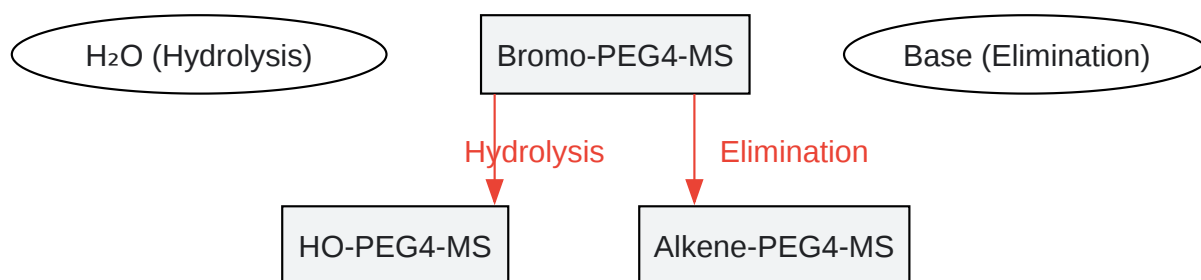 H₂O (Hydrolysis)
Bromo-PEG4-MS
Base (Elimination)
Hydrolysis
Elimination
HO-PEG4-MS
Alkene-PEG4-MS